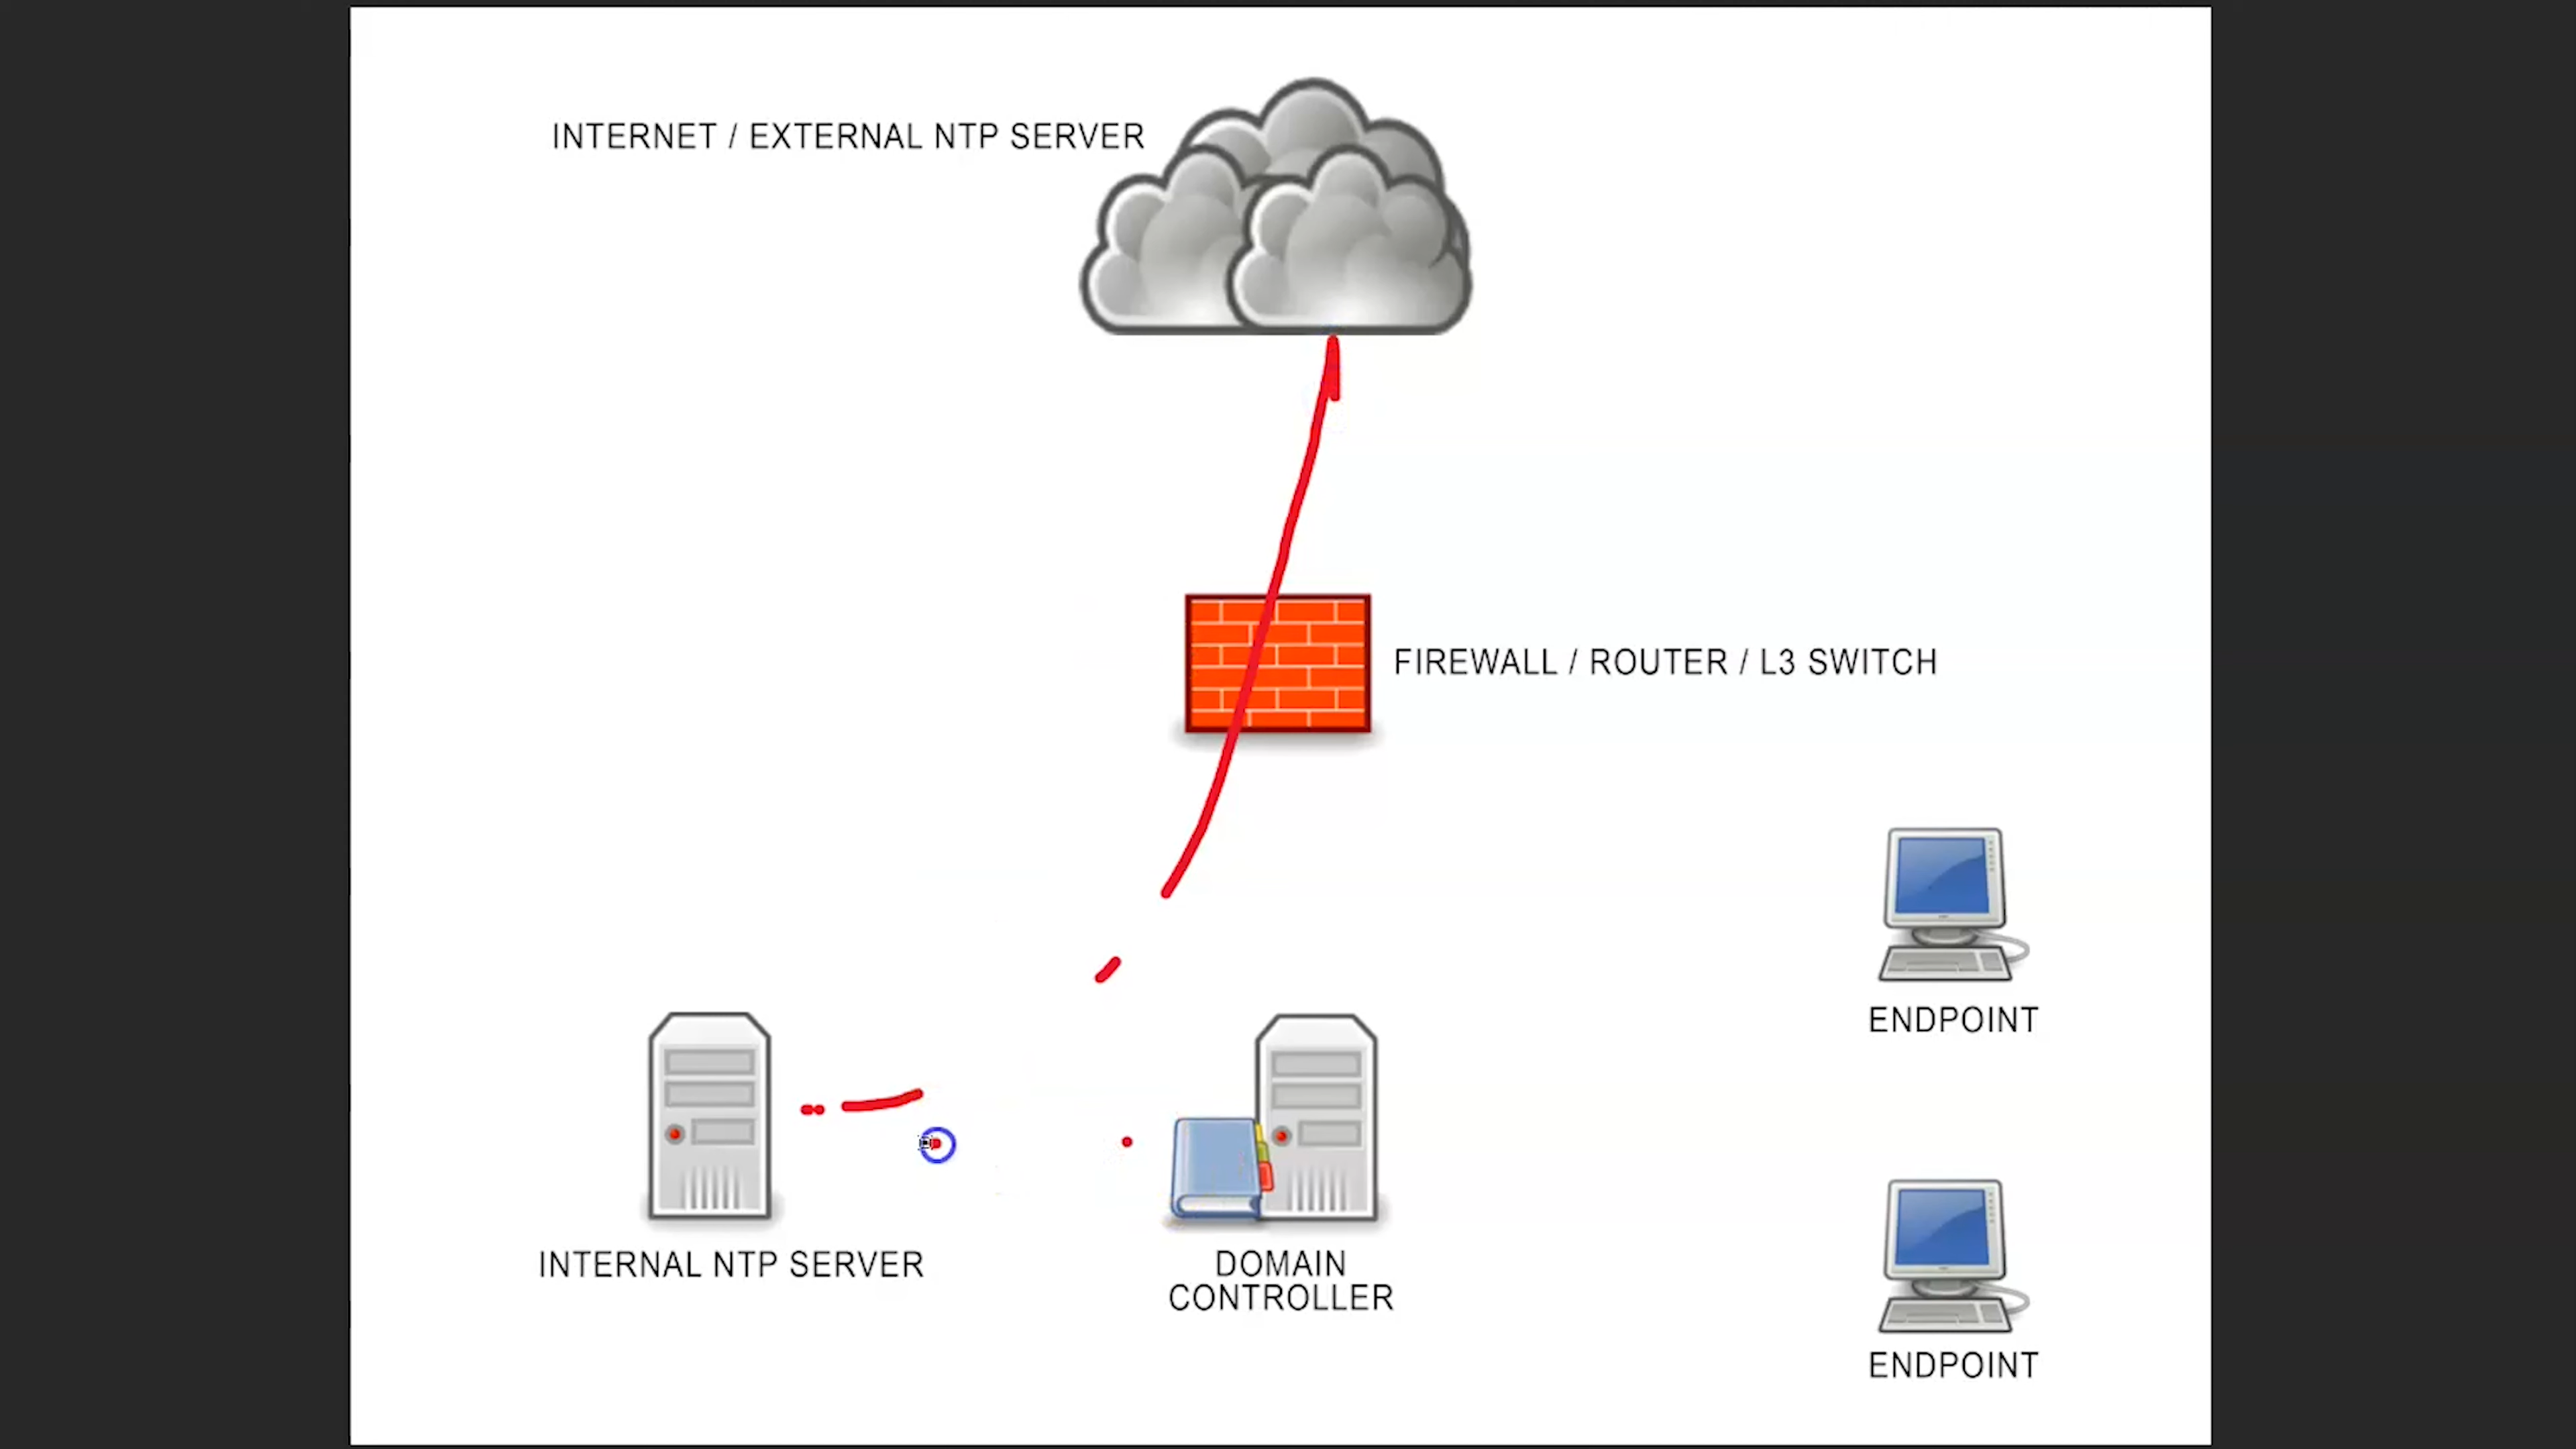 INTERNET / EXTERNAL NTP SERVER
FIREWALL / ROUTER / L3 SWITCH
ENDPOINT
INTERNAL NTP SERVER
DOMAIN
CONTROLLER
ENDPOINT